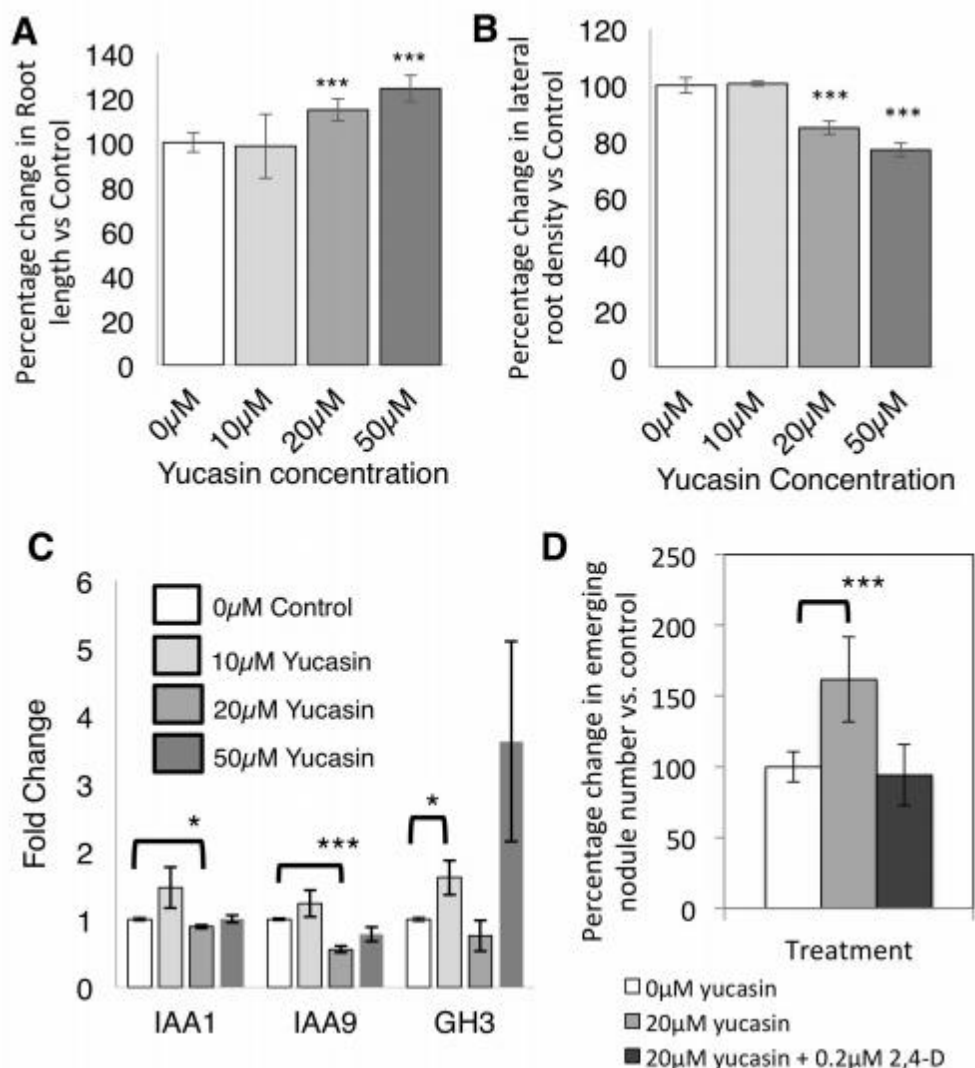 A
Percentage change in Root
length vs Control
140
120
100
80
60
40
20
0
***
***
0µM
10µM
20µM
50µM
Yucasin concentration
B
Percentage change in lateral
root density vs Control
120
100
80
60
40
20
0
***
***
0µM
10µM
20µM
50µM
Yucasin Concentration
C
Fold Change
6
5
4
3
2
1
0
0µM Control
10µM Yucasin
20µM Yucasin
50µM Yucasin
*
***
*
IAA1
IAA9
GH3
D
Percentage change in emerging
nodule number vs. control
250
200
150
100
50
0
***
Treatment
0µM yucasin
20µM yucasin
20µM yucasin + 0.2µM 2,4-D